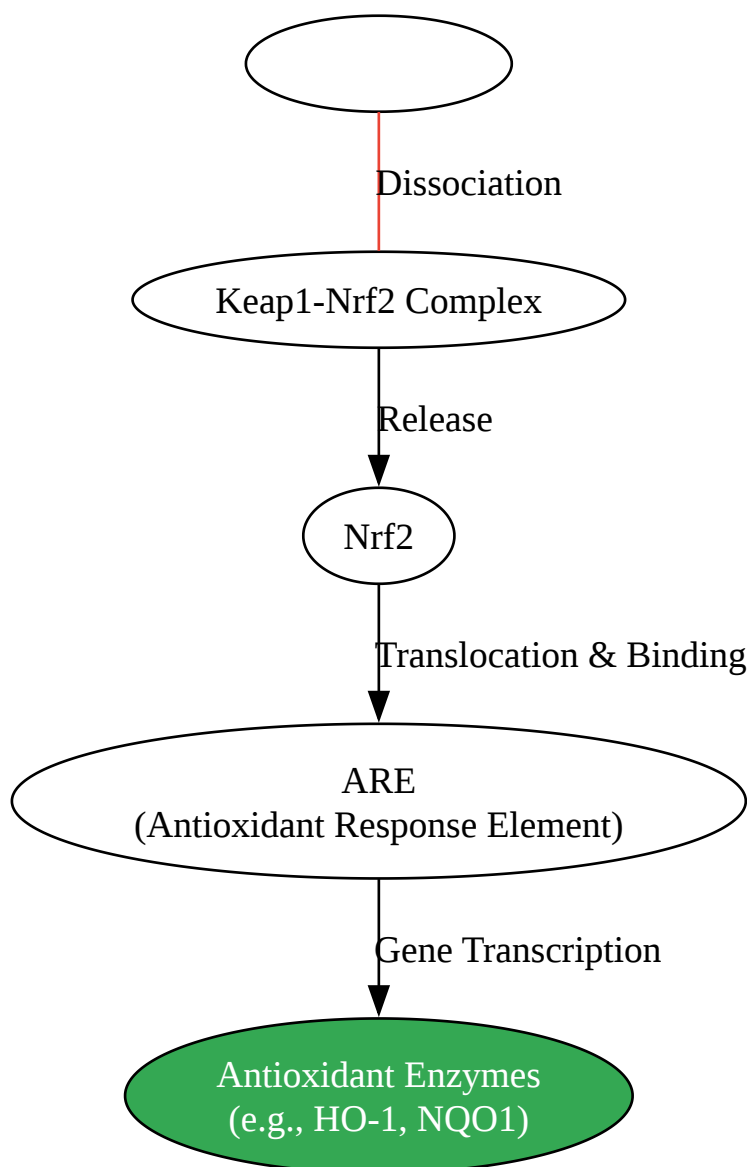 Dissociation
Keap1-Nrf2 Complex
Release
Nrf2
Translocation & Binding
ARE
(Antioxidant Response Element)
Gene Transcription
Antioxidant Enzymes
(e.g., HO-1, NQO1)